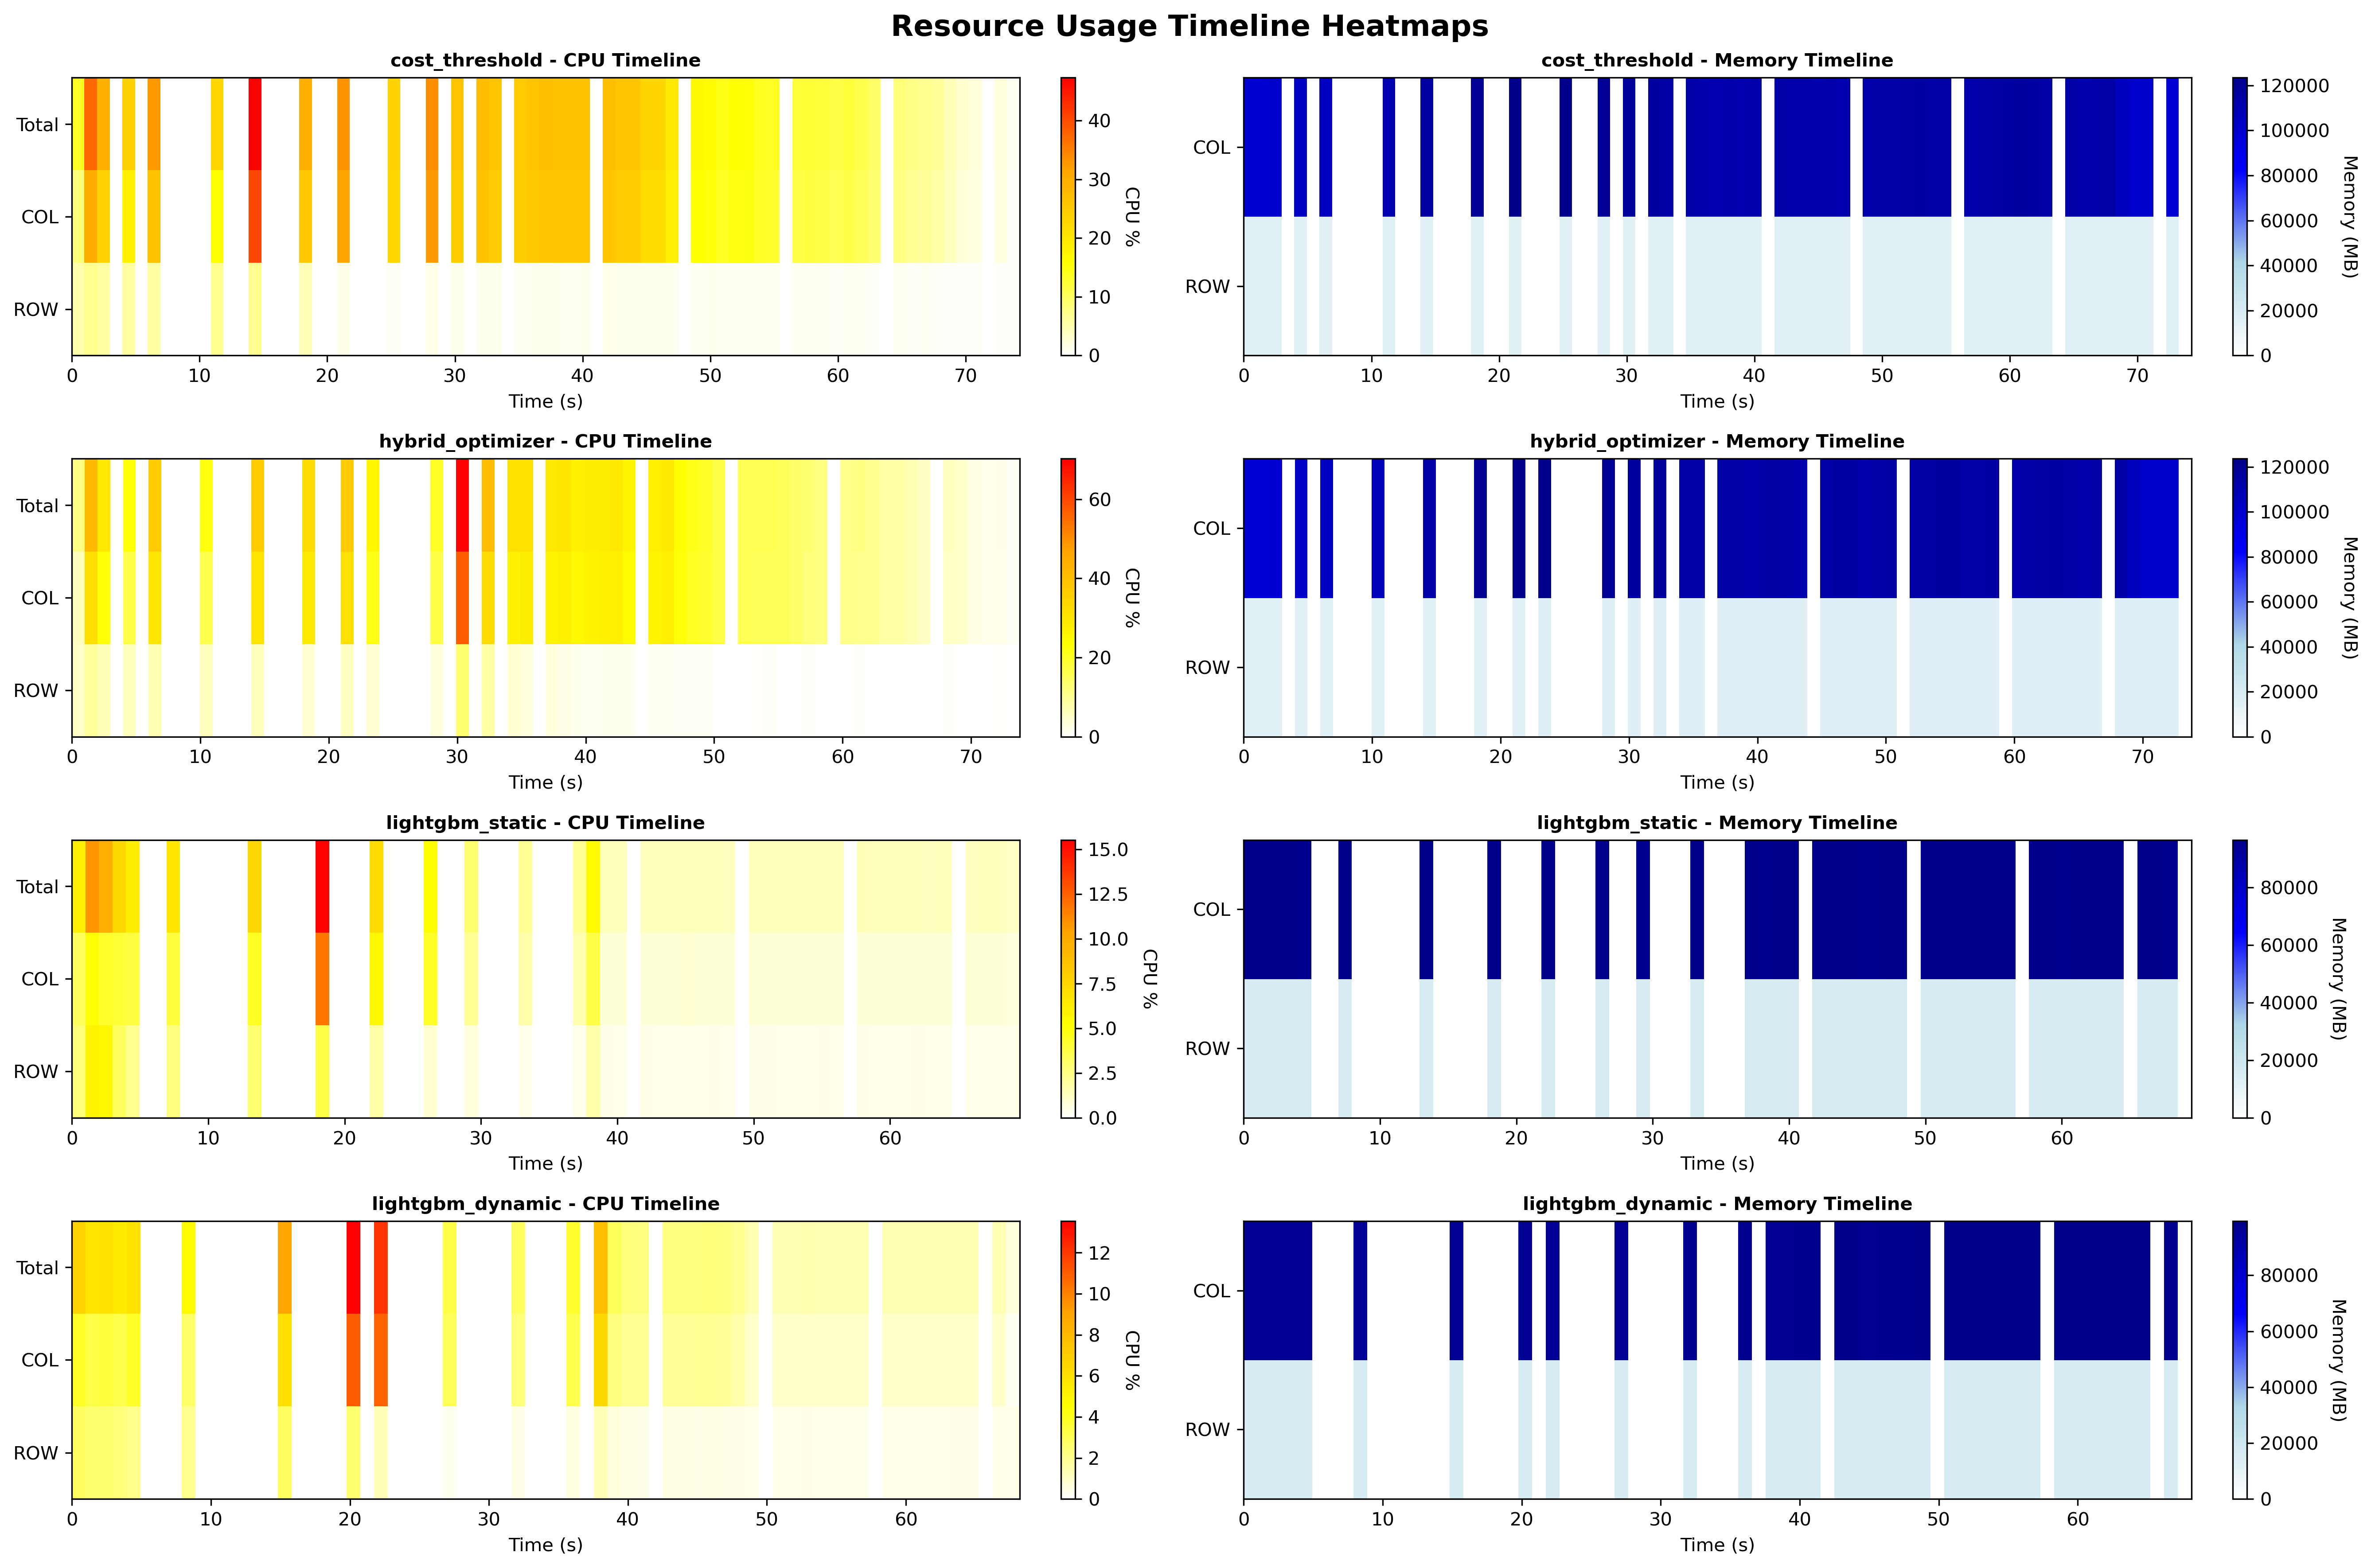 Resource Usage Timeline Heatmaps
cost_threshold - CPU Timeline
Total
COL
ROW
0 10 20 30 40 50 60 70
Time (s)
40
30
20
10
0
CPU %
cost_threshold - Memory Timeline
COL
ROW
0 10 20 30 40 50 60 70
Time (s)
120000
100000
80000
60000
40000
20000
0
Memory (MB)
hybrid_optimizer - CPU Timeline
Total
COL
ROW
0 10 20 30 40 50 60 70
Time (s)
60
40
20
0
CPU %
hybrid_optimizer - Memory Timeline
COL
ROW
0 10 20 30 40 50 60 70
Time (s)
120000
100000
80000
60000
40000
20000
0
Memory (MB)
lightgbm_static - CPU Timeline
Total
COL
ROW
0 10 20 30 40 50 60
Time (s)
15.0
12.5
10.0
7.5
5.0
2.5
0.0
CPU %
lightgbm_static - Memory Timeline
COL
ROW
0 10 20 30 40 50 60
Time (s)
80000
60000
40000
20000
0
Memory (MB)
lightgbm_dynamic - CPU Timeline
Total
COL
ROW
0 10 20 30 40 50 60
Time (s)
12
10
8
6
4
2
0
CPU %
lightgbm_dynamic - Memory Timeline
COL
ROW
0 10 20 30 40 50 60
Time (s)
80000
60000
40000
20000
0
Memory (MB)